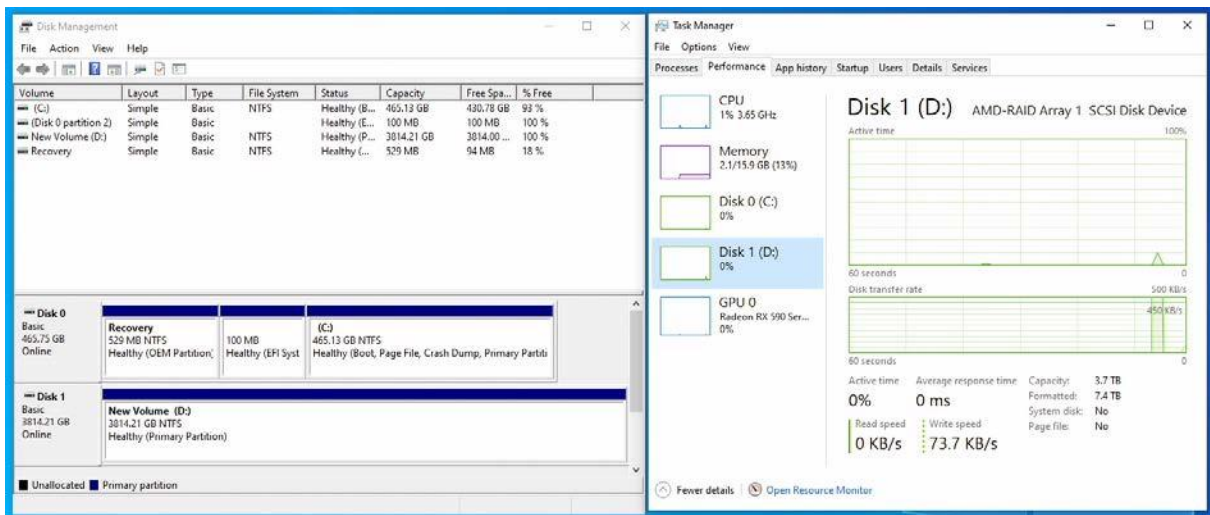 Disk Management
File Action View Help
Volume Layout Type File System Status Capacity Free Spa... % Free
(C:) Simple Basic NTFS Healthy (B... 465.13 GB 430.78 GB 93 %
(Disk 0 partition 2) Simple Basic Healthy (E... 100 MB 100 MB 100 %
New Volume (D:) Simple Basic NTFS Healthy (P... 3814.21 GB 3814.00 ... 100 %
Recovery Simple Basic NTFS Healthy (... 529 MB 94 MB 18 %
Disk 0
Basic
465.75 GB
Online
Recovery
529 MB NTFS
Healthy (OEM Partition)
100 MB
Healthy (EFI Syst
(C:)
465.13 GB NTFS
Healthy (Boot, Page File, Crash Dump, Primary Partiti
Disk 1
Basic
3814.21 GB
Online
New Volume (D:)
3814.21 GB NTFS
Healthy (Primary Partition)
Unallocated Primary partition
Task Manager
File Options View
Processes Performance App history Startup Users Details Services
CPU
1% 3.65 GHz
Memory
2.1/15.9 GB (13%)
Disk 0 (C:)
0%
Disk 1 (D:)
0%
GPU 0
Radeon RX 590 Ser...
0%
Disk 1 (D:) AMD-RAID Array 1 SCSI Disk Device
Active time 100%
60 seconds 0
Disk transfer rate 500 KB/s
450 KB/s
60 seconds 0
Active time Average response time
0% 0 ms
Read speed Write speed
0 KB/s 73.7 KB/s
Capacity: 3.7 TB
Formatted: 7.4 TB
System disk: No
Page file: No
Fewer details Open Resource Monitor